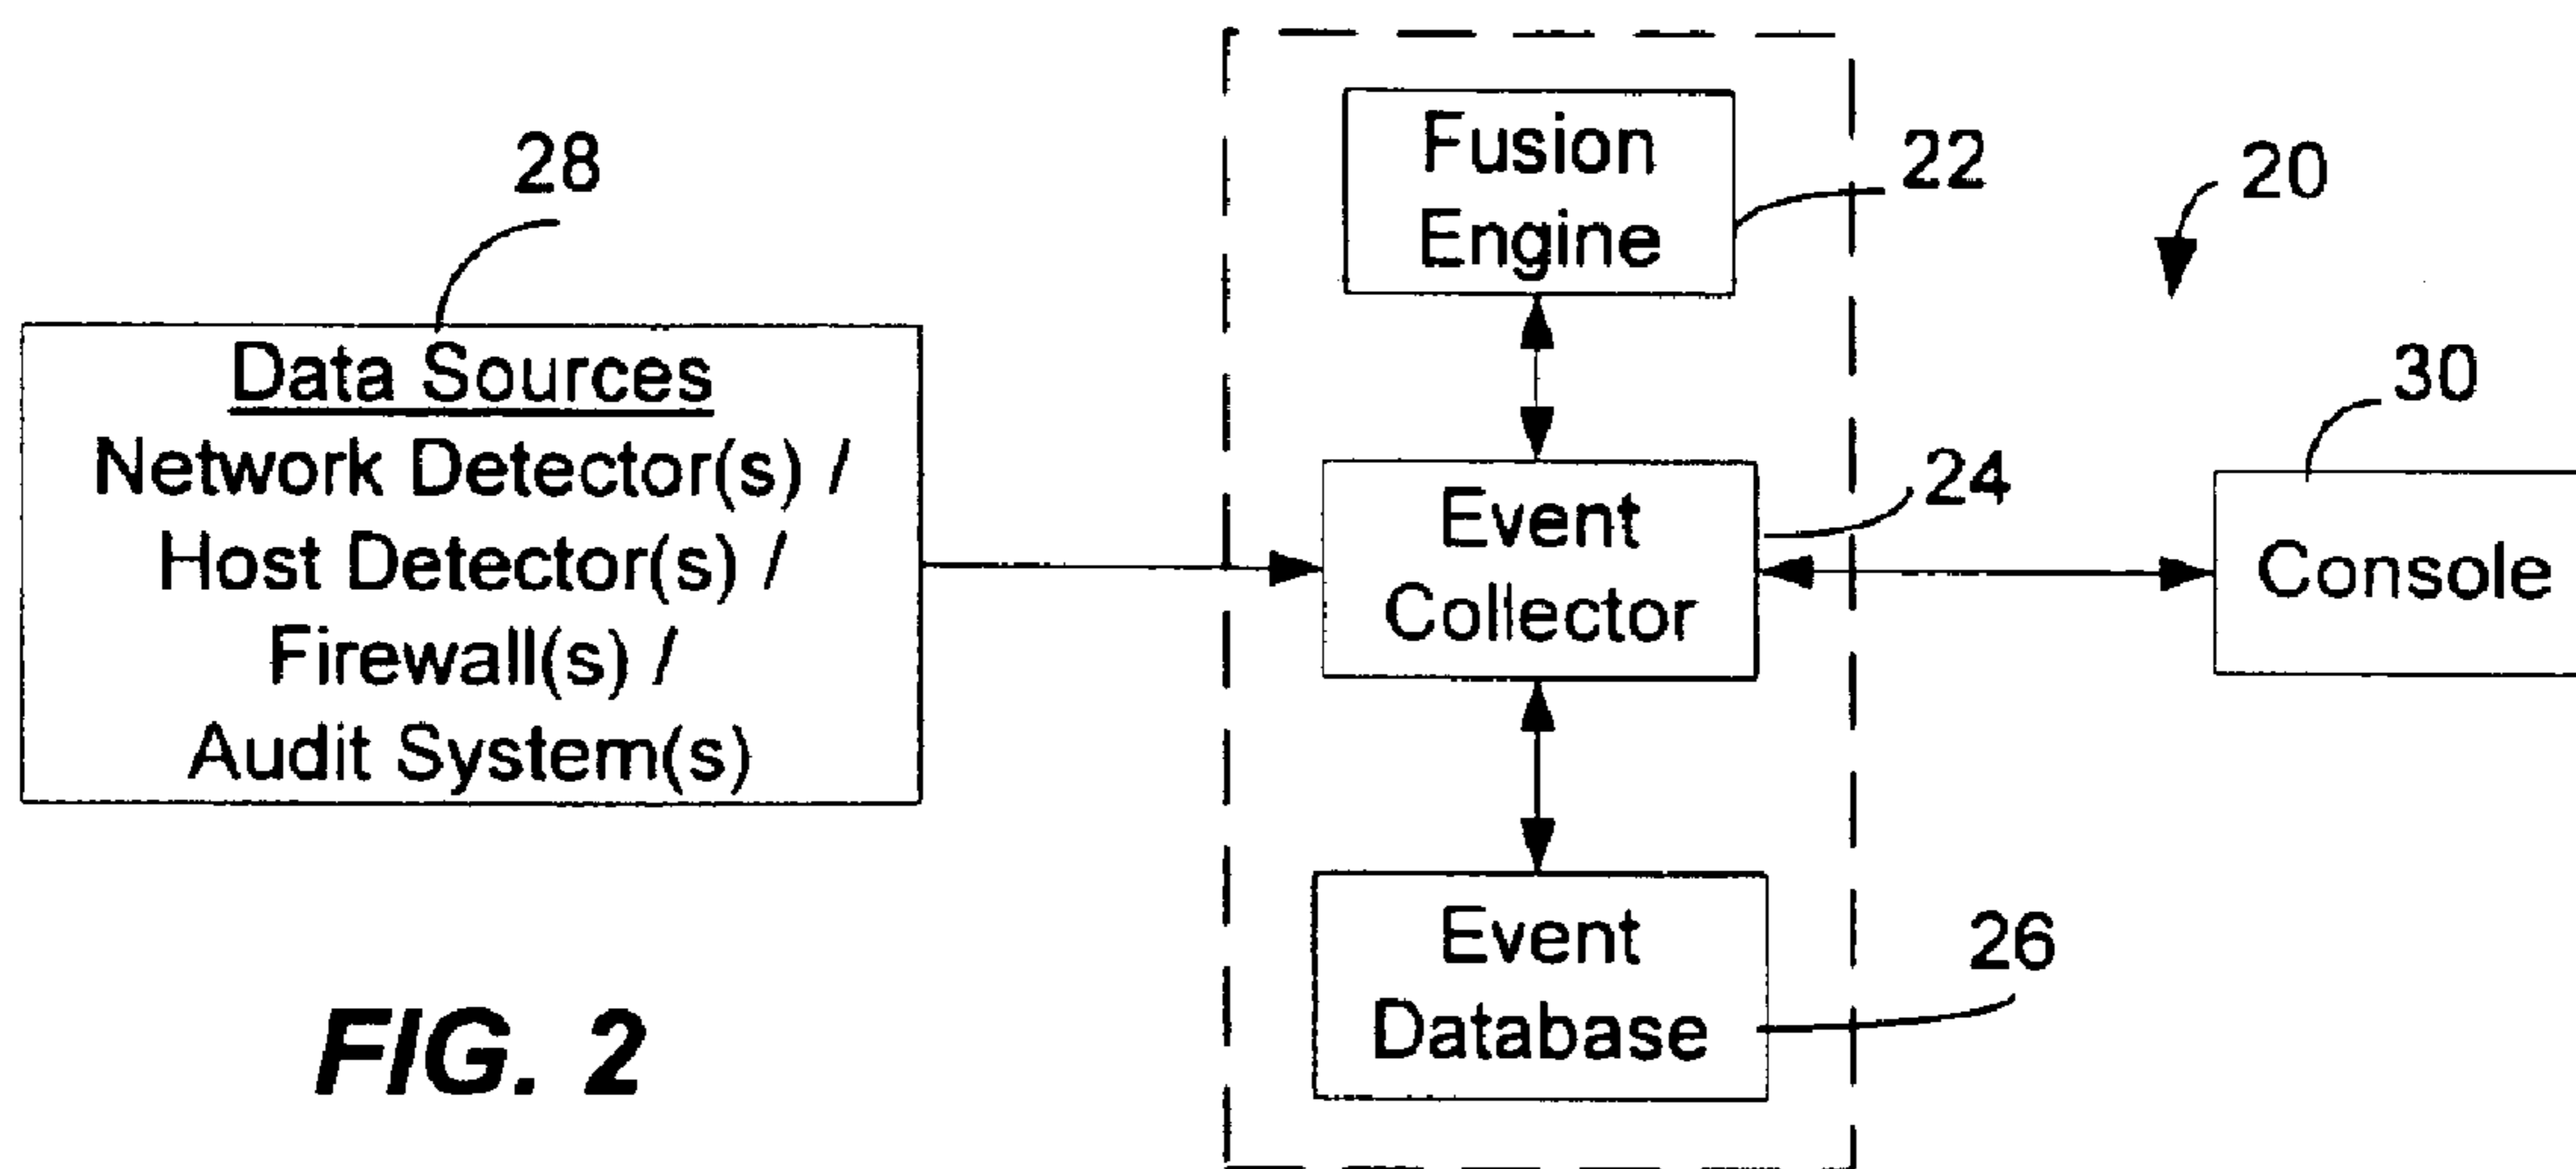 28
Data Sources
Network Detector(s) /
Host Detector(s) /
Firewall(s) /
Audit System(s)
Fusion
Engine
22
20
Event
Collector
24
30
Console
Event
Database
26
FIG. 2